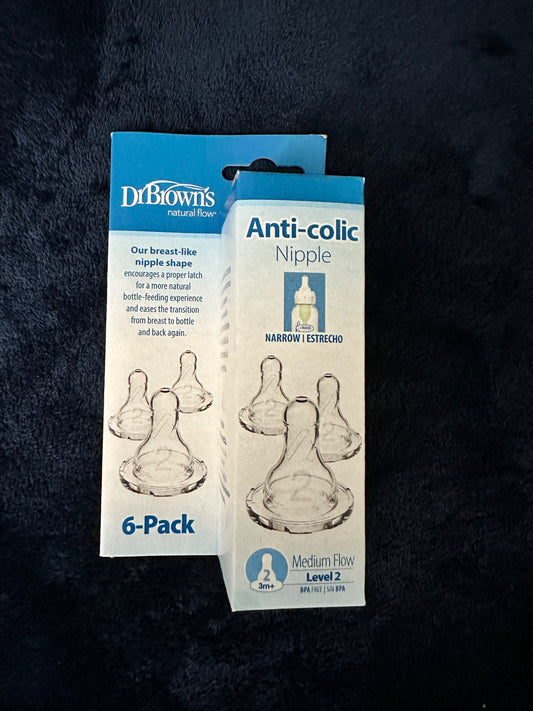 Dr Brown's
natural flow
Our breast-like
nipple shape
encourages a proper latch
for a more natural
bottle-feeding experience
and eases the transition
from breast to bottle
and back again.
2
6-Pack
Anti-colic
Nipple
NARROW | ESTRECHO
2
2
3m+
Medium Flow
Level 2
BPA FREE | SIN BPA